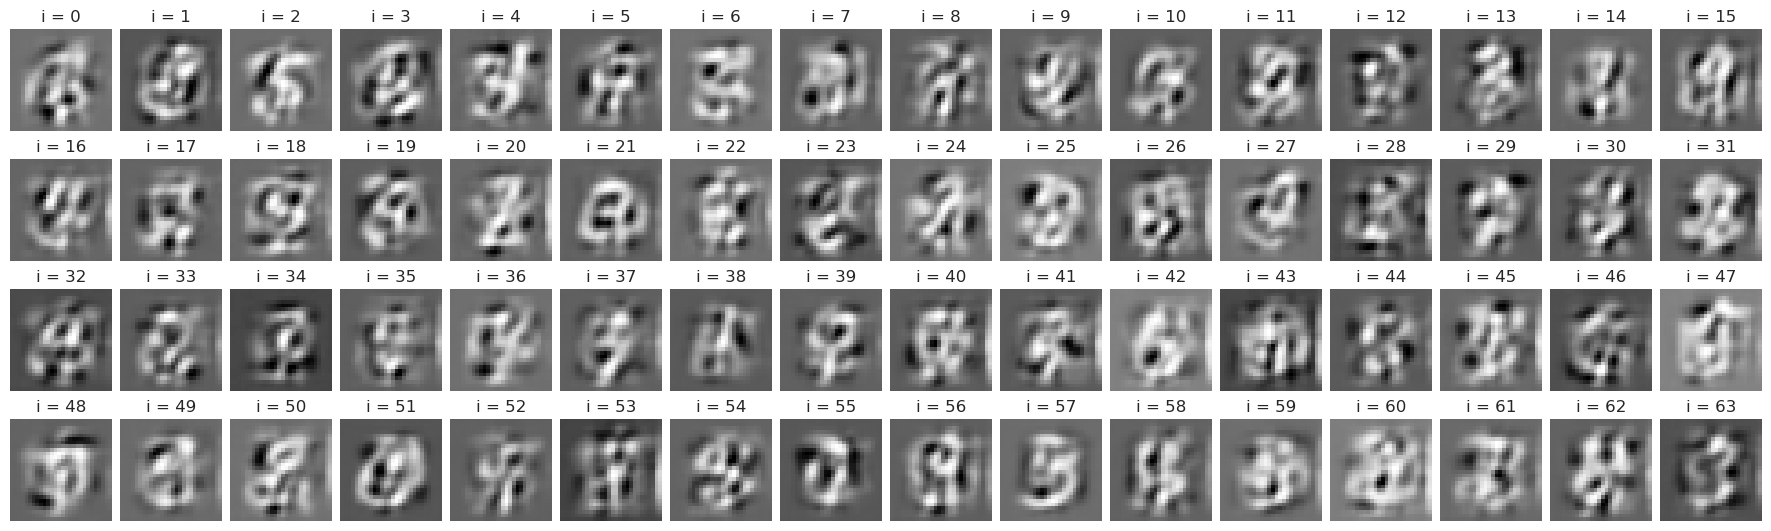 i = 0 i = 1 i = 2 i = 3 i = 4 i = 5 i = 6 i = 7 i = 8 i = 9 i = 10 i = 11 i = 12 i = 13 i = 14 i = 15
i = 16 i = 17 i = 18 i = 19 i = 20 i = 21 i = 22 i = 23 i = 24 i = 25 i = 26 i = 27 i = 28 i = 29 i = 30 i = 31
i = 32 i = 33 i = 34 i = 35 i = 36 i = 37 i = 38 i = 39 i = 40 i = 41 i = 42 i = 43 i = 44 i = 45 i = 46 i = 47
i = 48 i = 49 i = 50 i = 51 i = 52 i = 53 i = 54 i = 55 i = 56 i = 57 i = 58 i = 59 i = 60 i = 61 i = 62 i = 63